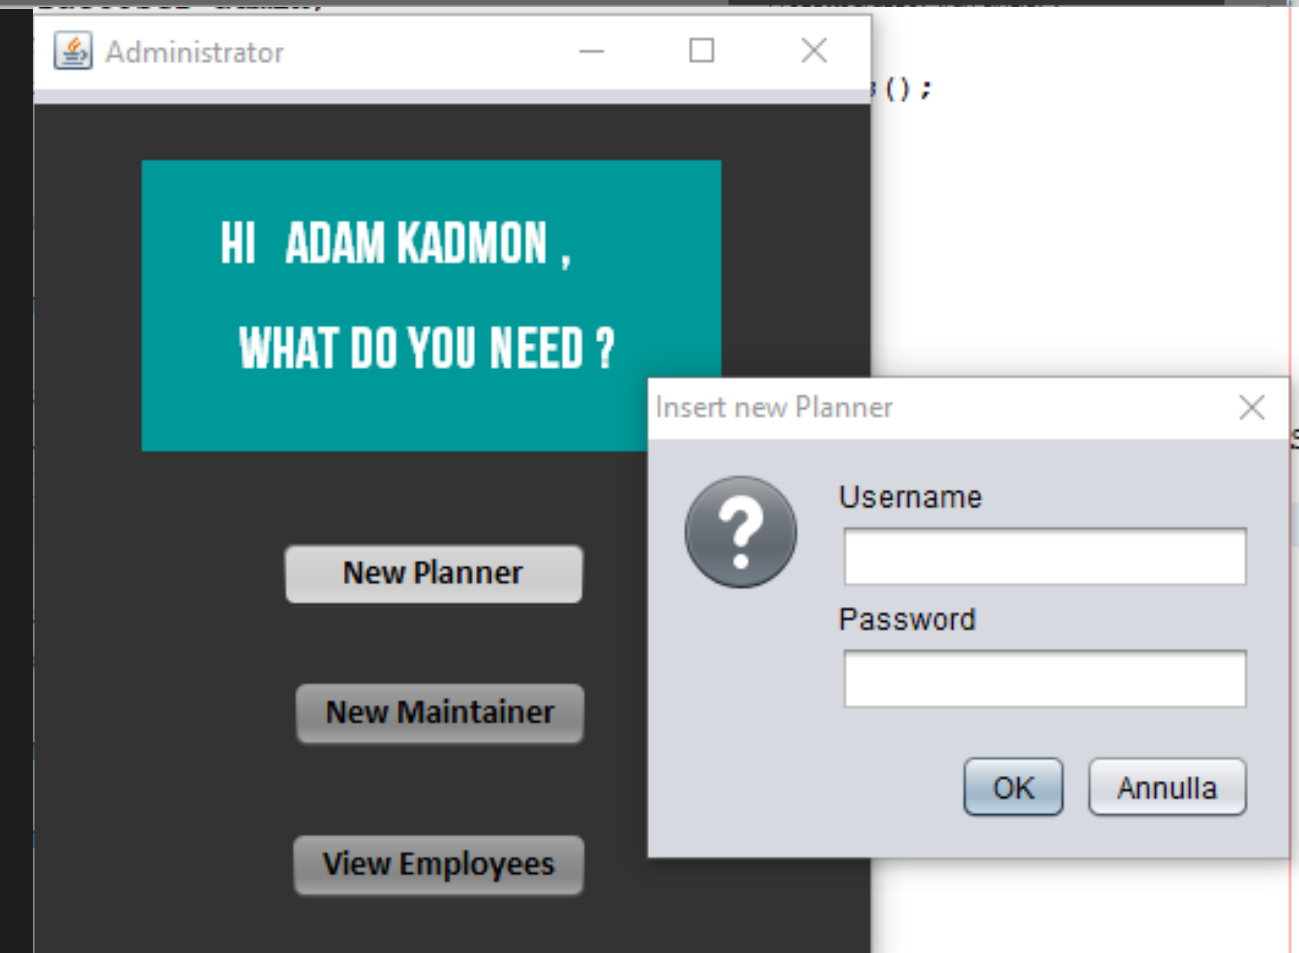 Administrator
();
HI ADAM KADMON ,
WHAT DO YOU NEED ?
Insert new Planner
Username
Password
OK
Annulla
New Planner
New Maintainer
View Employees